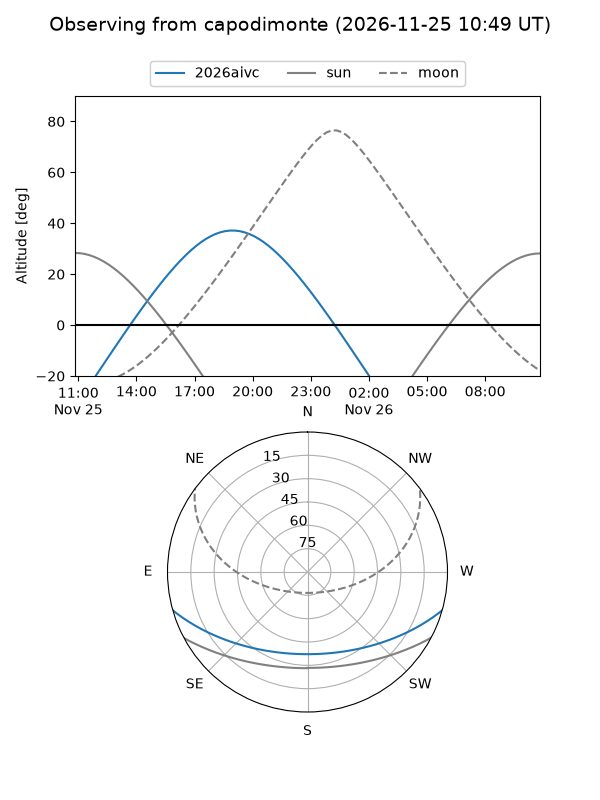 Observing from capodimonte (2026-11-25 10:49 UT)
2026aivc sun moon
80
60
40
20
0
−20
Altitude [deg]
11:00 14:00 17:00 20:00 23:00 02:00 05:00 08:00
Nov 25 Nov 26
N
NE NW
15
30
45
60
75
E W
SE SW
S